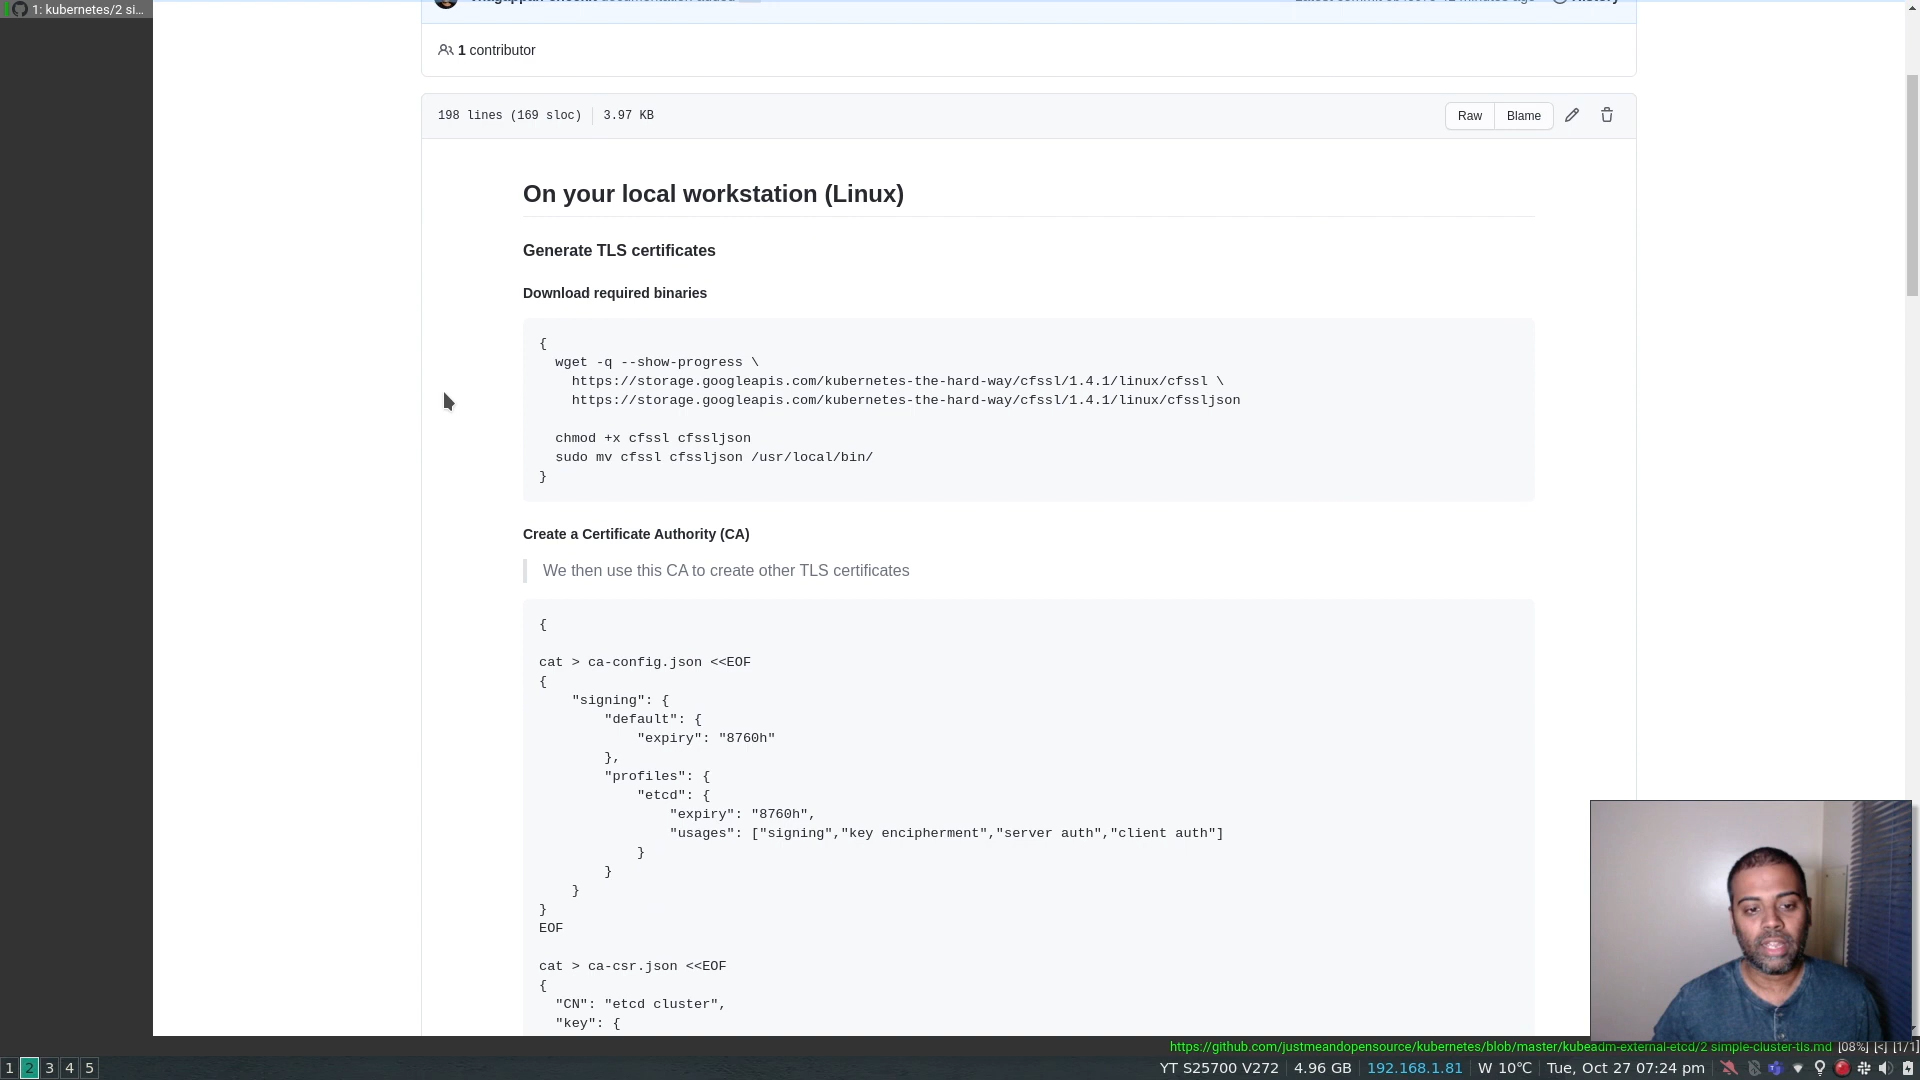 1: kubernetes/2 si...
1 contributor
198 lines (169 sloc) 3.97 KB
Raw Blame
On your local workstation (Linux)
Generate TLS certificates
Download required binaries
{
wget -q --show-progress \
https://storage.googleapis.com/kubernetes-the-hard-way/cfssl/1.4.1/linux/cfssl \
https://storage.googleapis.com/kubernetes-the-hard-way/cfssl/1.4.1/linux/cfssljson
chmod +x cfssl cfssljson
sudo mv cfssl cfssljson /usr/local/bin/
}
Create a Certificate Authority (CA)
We then use this CA to create other TLS certificates
{
cat > ca-config.json <<EOF
{
"signing": {
"default": {
"expiry": "8760h"
},
"profiles": {
"etcd": {
"expiry": "8760h",
"usages": ["signing","key encipherment","server auth","client auth"]
}
}
}
}
EOF
cat > ca-csr.json <<EOF
{
"CN": "etcd cluster",
"key": {
https://github.com/justmeandopensource/kubernetes/blob/master/kubeadm-external-etcd/2 simple-cluster-tls.md [08%] [<] [1/1]
1 2 3 4 5 YT S25700 V272 4.96 GB 192.168.1.81 W 10°C Tue, Oct 27 07:24 pm